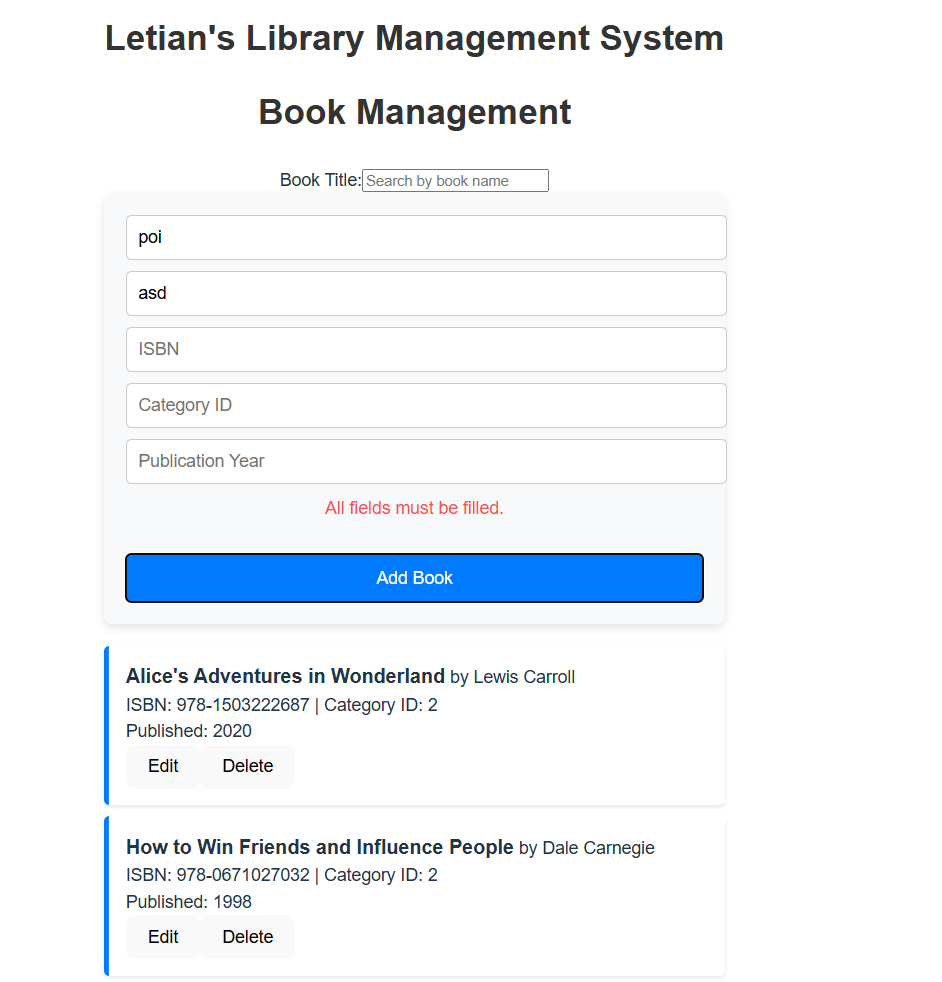 Letian's Library Management System
Book Management
Book Title: Search by book name
poi
asd
ISBN
Category ID
Publication Year
All fields must be filled.
Add Book
Alice's Adventures in Wonderland by Lewis Carroll
ISBN: 978-1503222687 | Category ID: 2
Published: 2020
Edit Delete
How to Win Friends and Influence People by Dale Carnegie
ISBN: 978-0671027032 | Category ID: 2
Published: 1998
Edit Delete